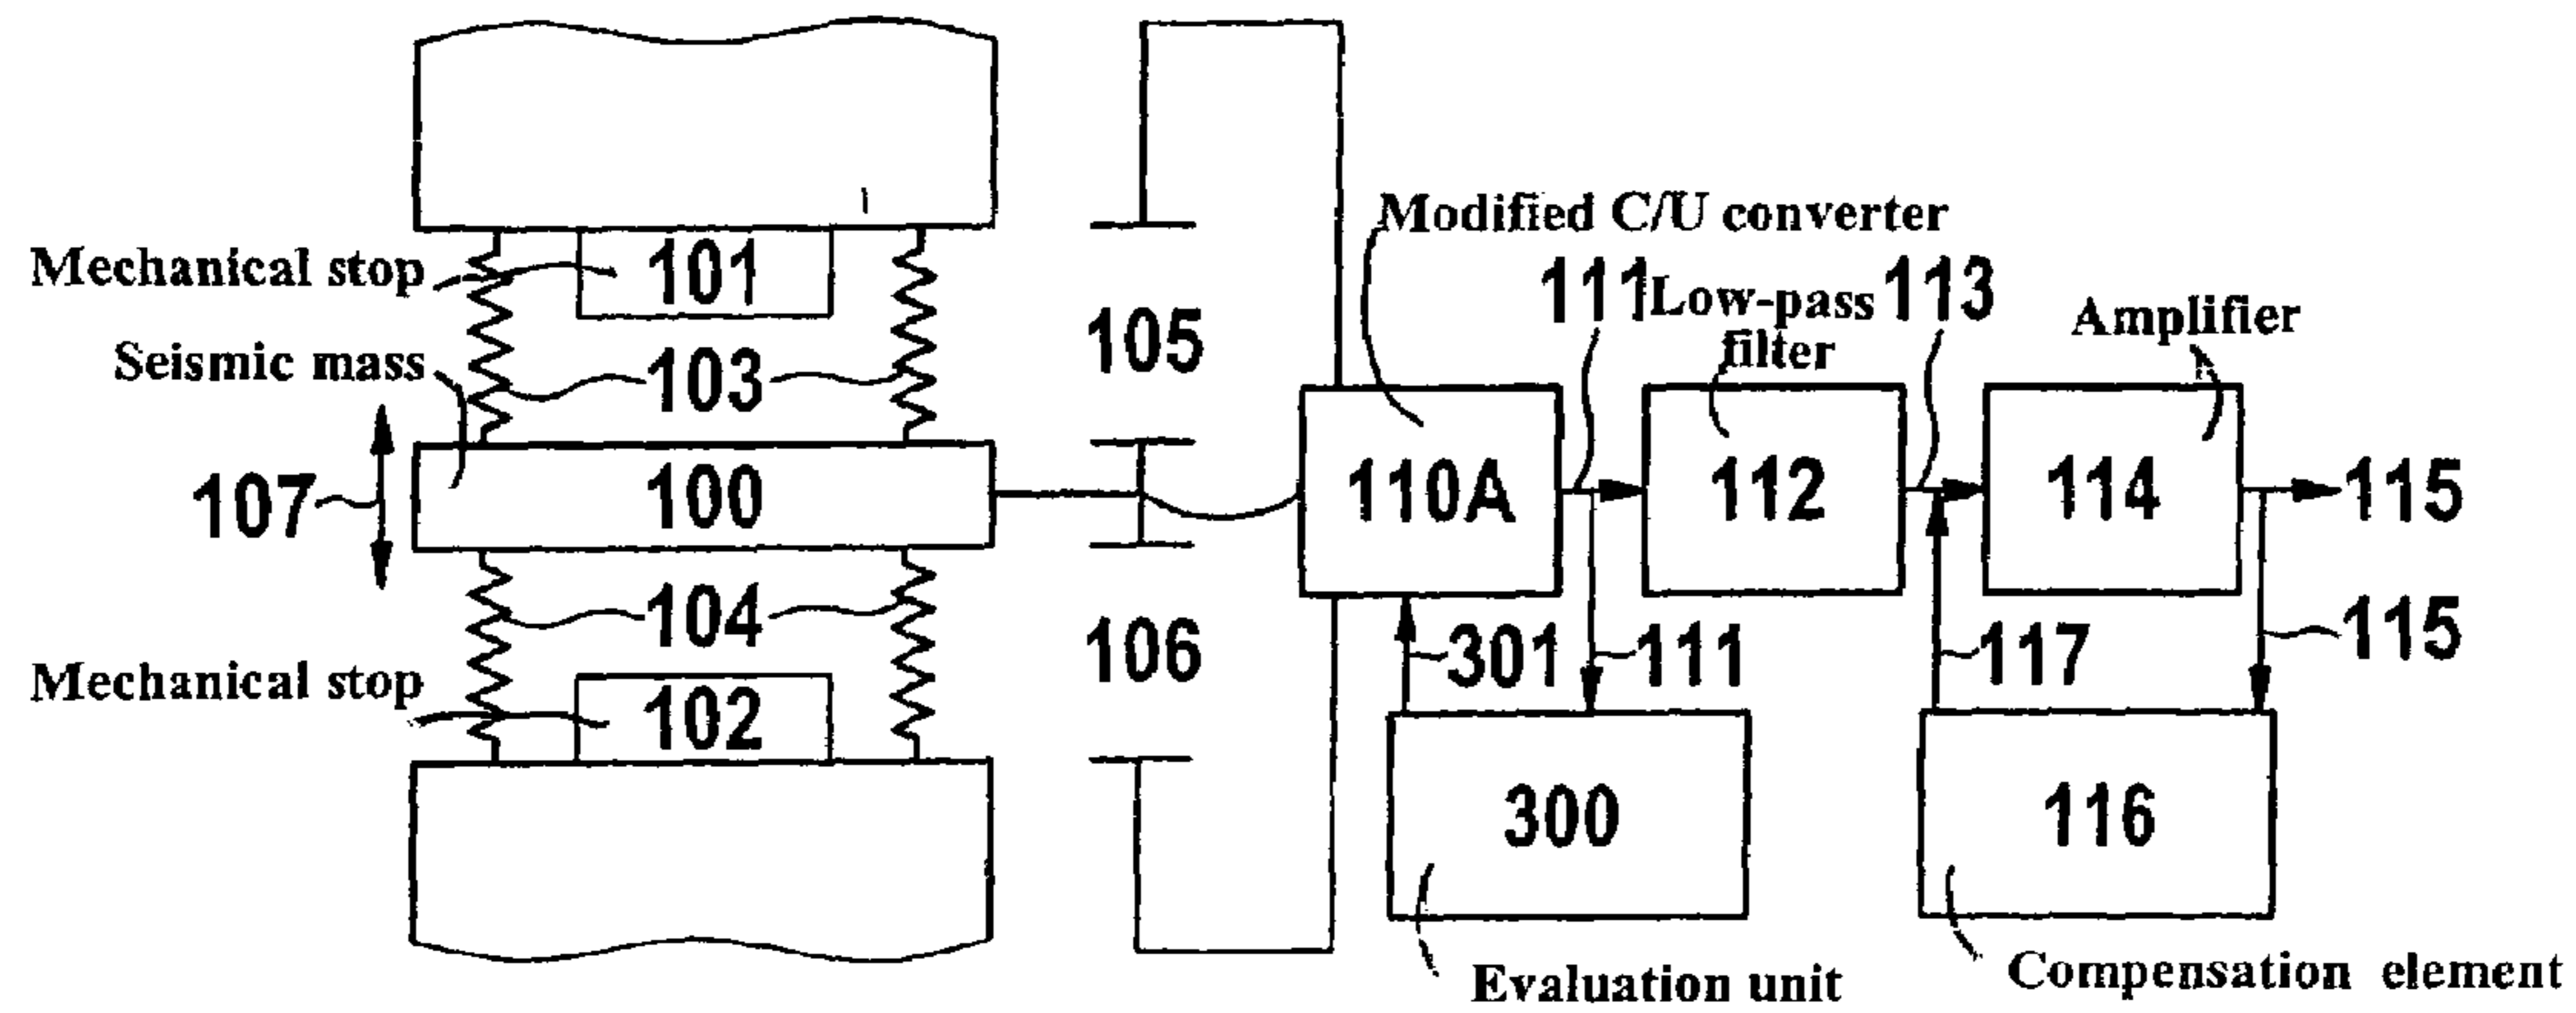 Modified C/U converter
Mechanical stop
101
111
Low-pass
filter
113
Amplifier
105
Seismic mass
103
107
100
110A
112
114
115
104
106
301
111
117
115
Mechanical stop
102
300
116
Evaluation unit
Compensation element